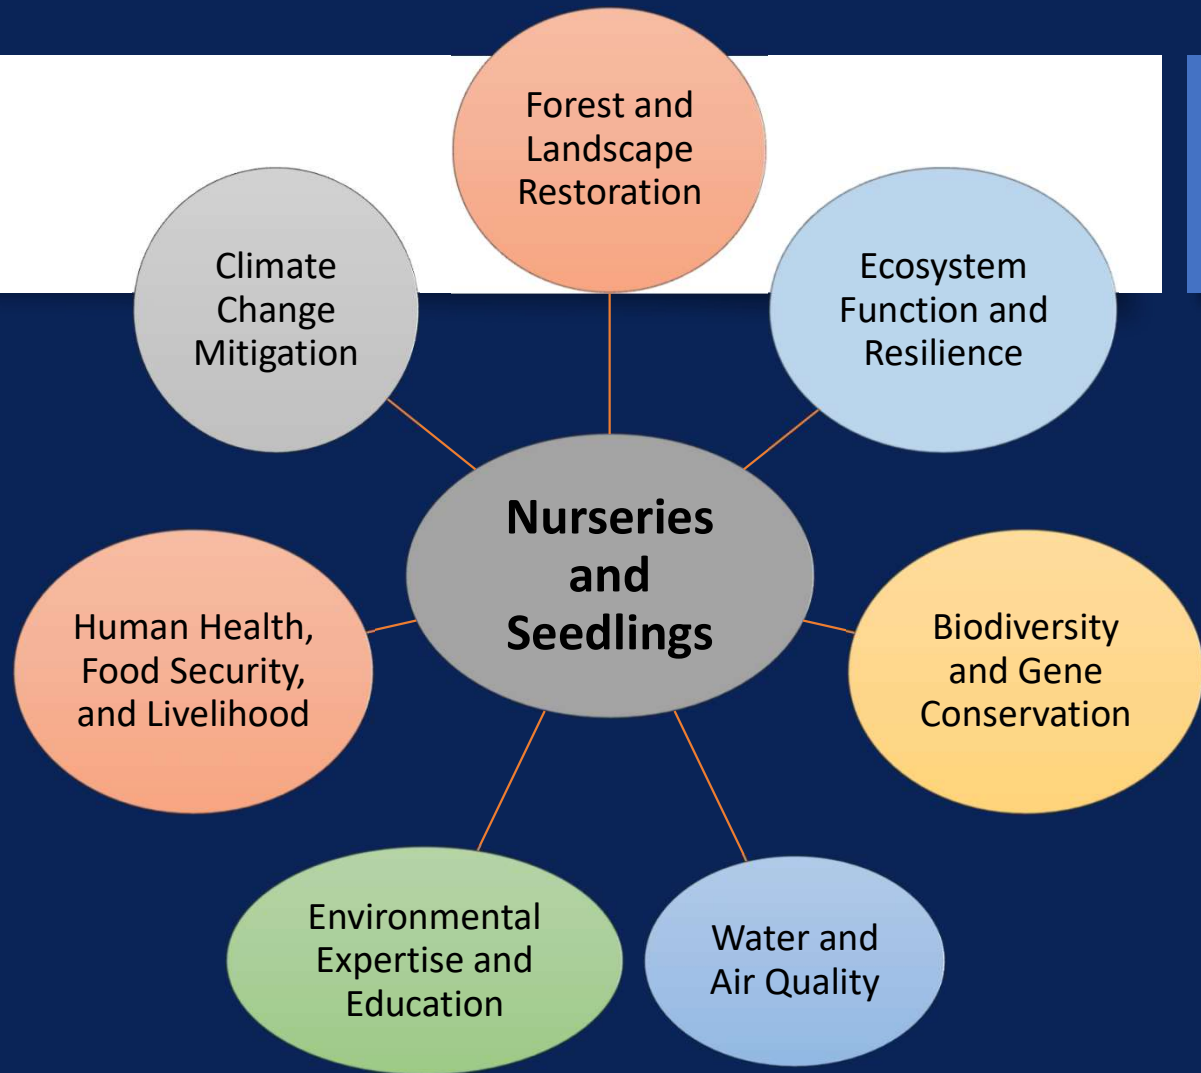 Forest and
Landscape
Restoration
Climate
Change
Mitigation
Ecosystem
Function and
Resilience
Nurseries
and
Seedlings
Human Health,
Food Security,
and Livelihood
Biodiversity
and Gene
Conservation
Environmental
Expertise and
Education
Water and
Air Quality